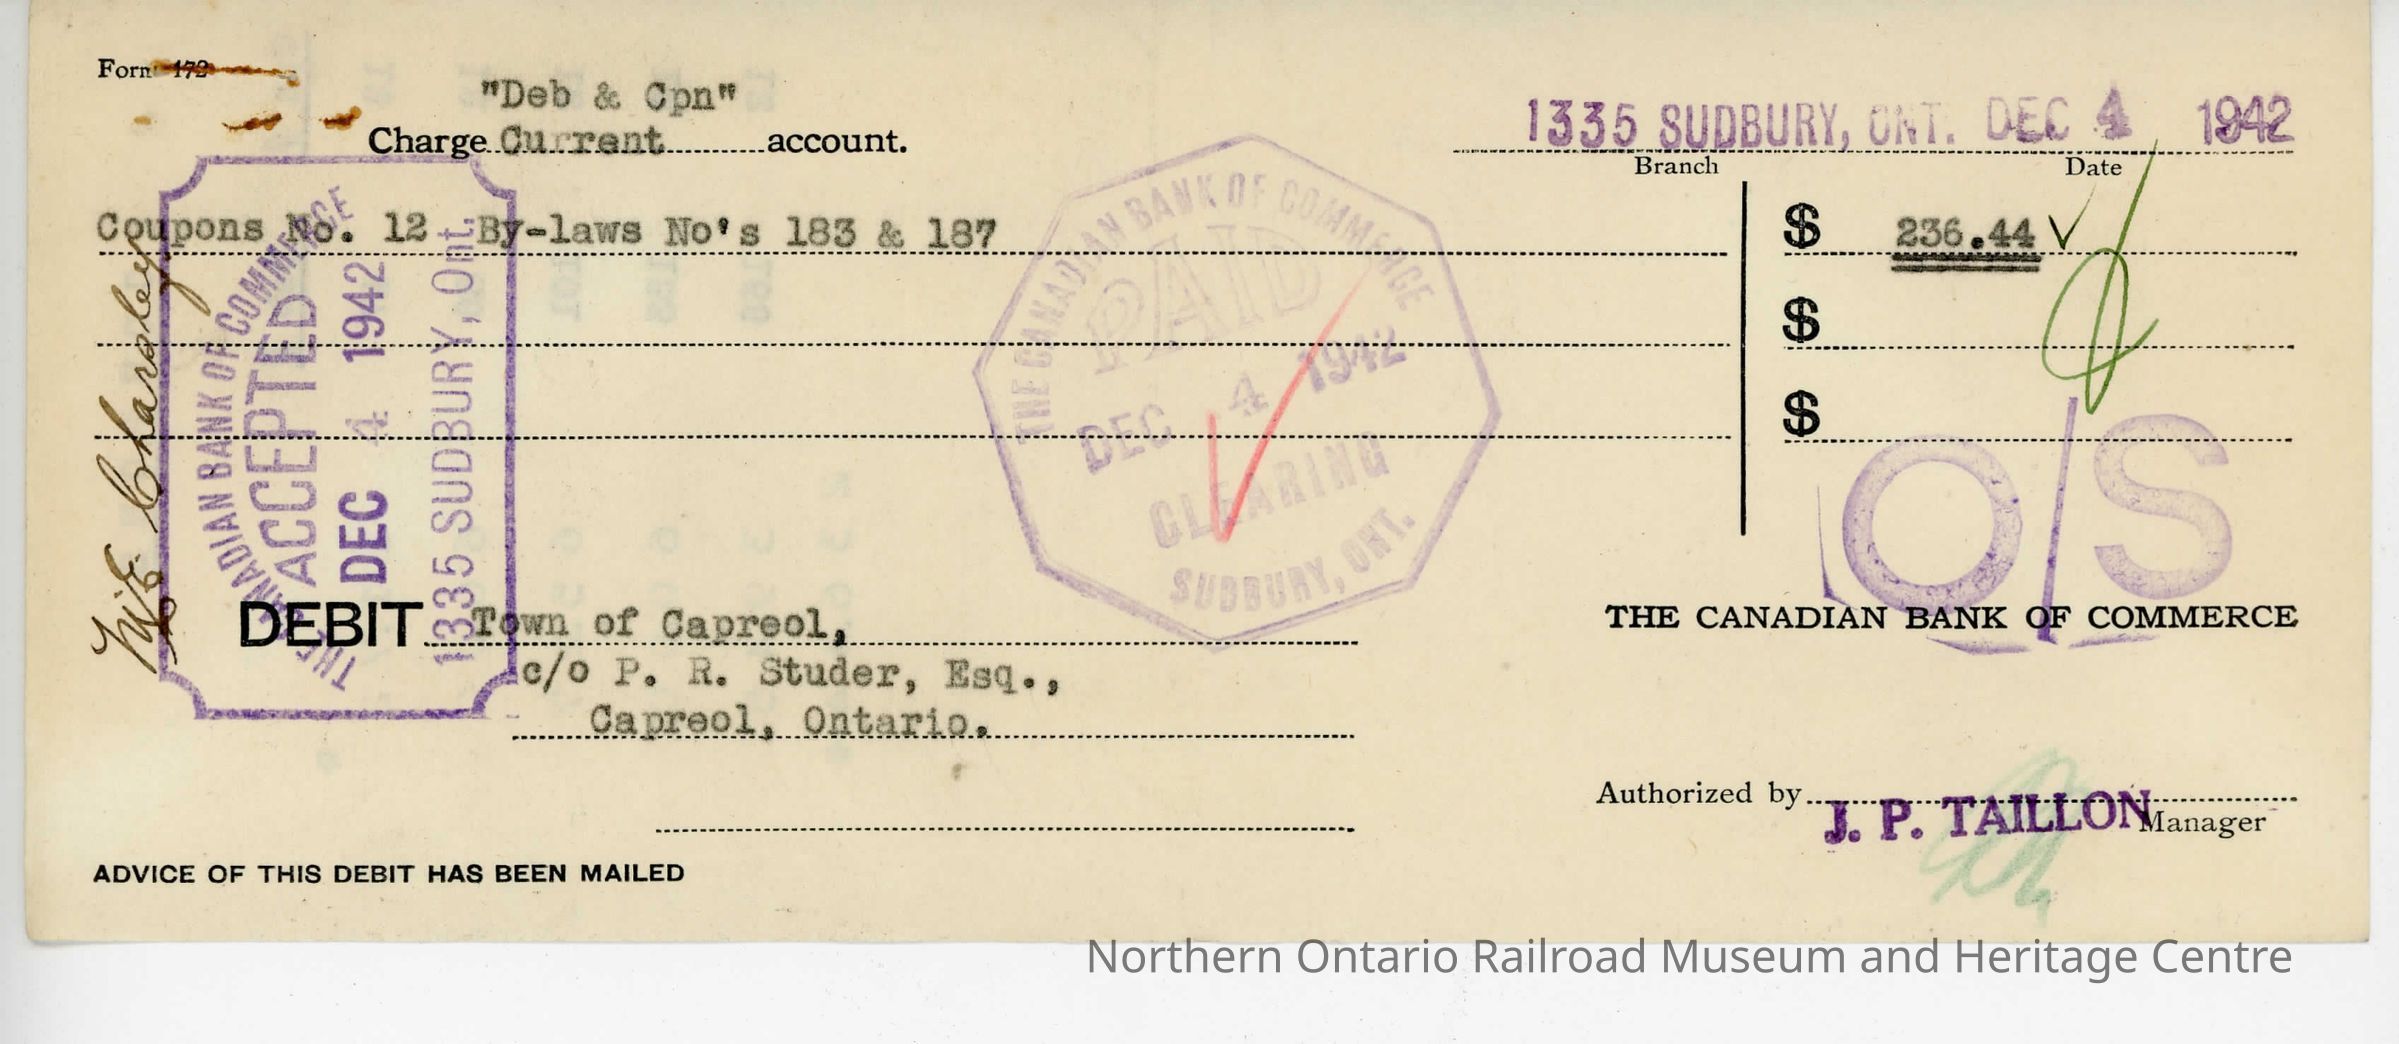 Form 172
"Deb & Cpn"
Charge Current account.
1335 SUDBURY, ONT. DEC 4 1942
Branch Date
Coupons No. 12 By-laws No's 183 & 187
$ 236.44
$
$
THE CANADIAN BANK OF COMMERCE
ACCEPTED
DEC 4 1942
1335 SUDBURY, Ont.
Charsley
THE CANADIAN BANK OF COMMERCE
PAID
DEC 4 1942
CLEARING
SUDBURY, ONT.
O/S
DEBIT Town of Capreol,
c/o P. R. Studer, Esq.,
Capreol, Ontario.
THE CANADIAN BANK OF COMMERCE
Authorized by
J. P. TAILLON Manager
ADVICE OF THIS DEBIT HAS BEEN MAILED
Northern Ontario Railroad Museum and Heritage Centre